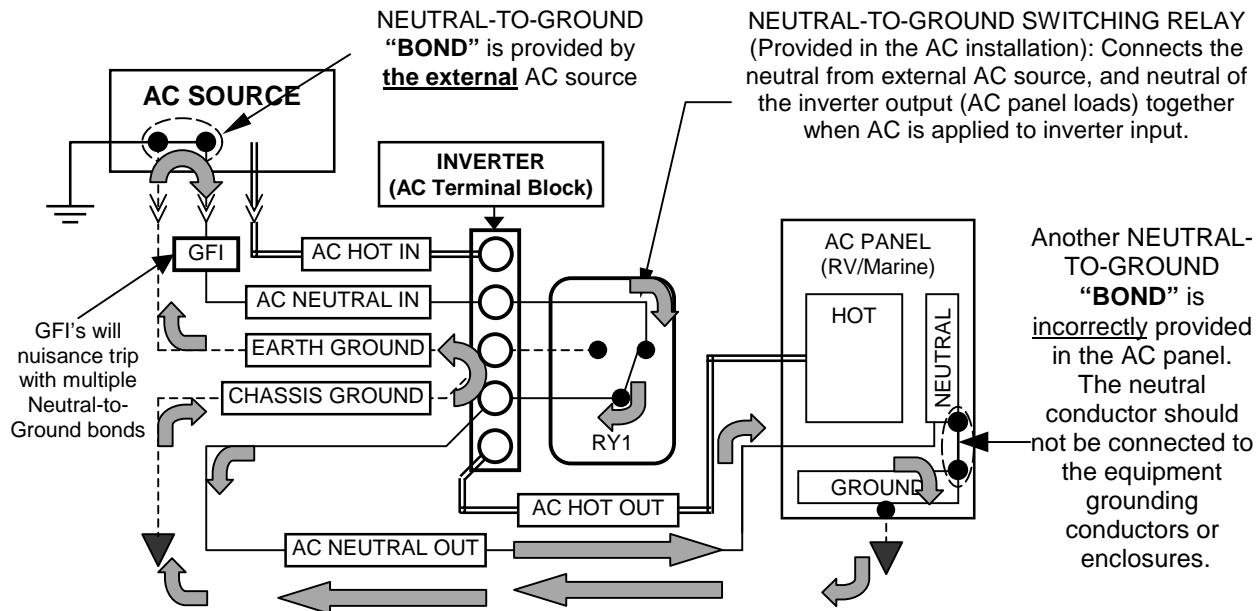 NEUTRAL-TO-GROUND
“BOND” is provided by
the external AC source
NEUTRAL-TO-GROUND SWITCHING RELAY
(Provided in the AC installation): Connects the
neutral from external AC source, and neutral of
the inverter output (AC panel loads) together
when AC is applied to inverter input.
AC SOURCE
INVERTER
(AC Terminal Block)
GFI
AC HOT IN
AC NEUTRAL IN
EARTH GROUND
CHASSIS GROUND
GFI's will
nuisance trip
with multiple
Neutral-to-
Ground bonds
RY1
AC PANEL
(RV/Marine)
HOT
NEUTRAL
GROUND
Another NEUTRAL-
TO-GROUND
“BOND” is
incorrectly provided
in the AC panel.
The neutral
conductor should
not be connected to
the equipment
grounding
conductors or
enclosures.
AC HOT OUT
AC NEUTRAL OUT